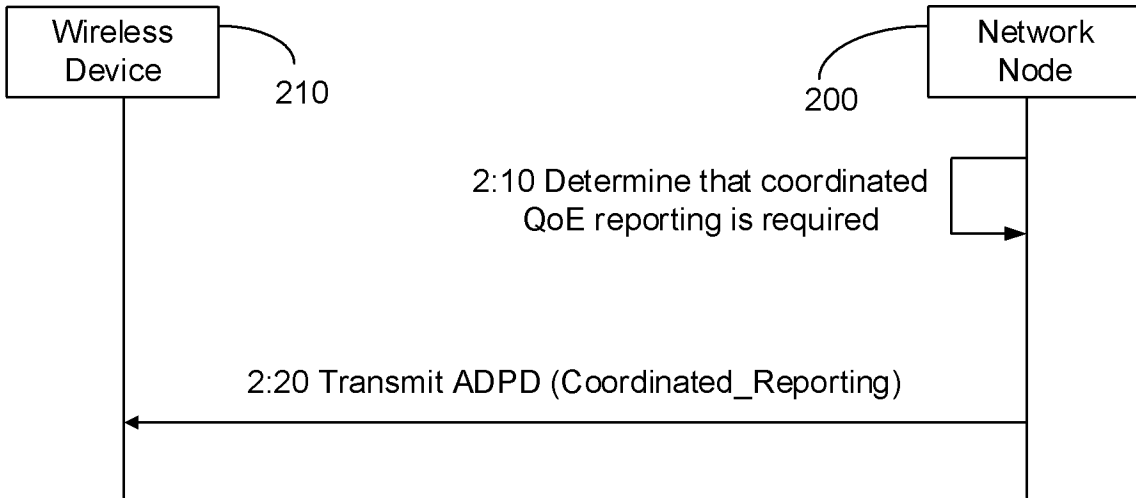 Wireless
Device
210
200
Network
Node
2:10 Determine that coordinated
QoE reporting is required
2:20 Transmit ADPD (Coordinated_Reporting)